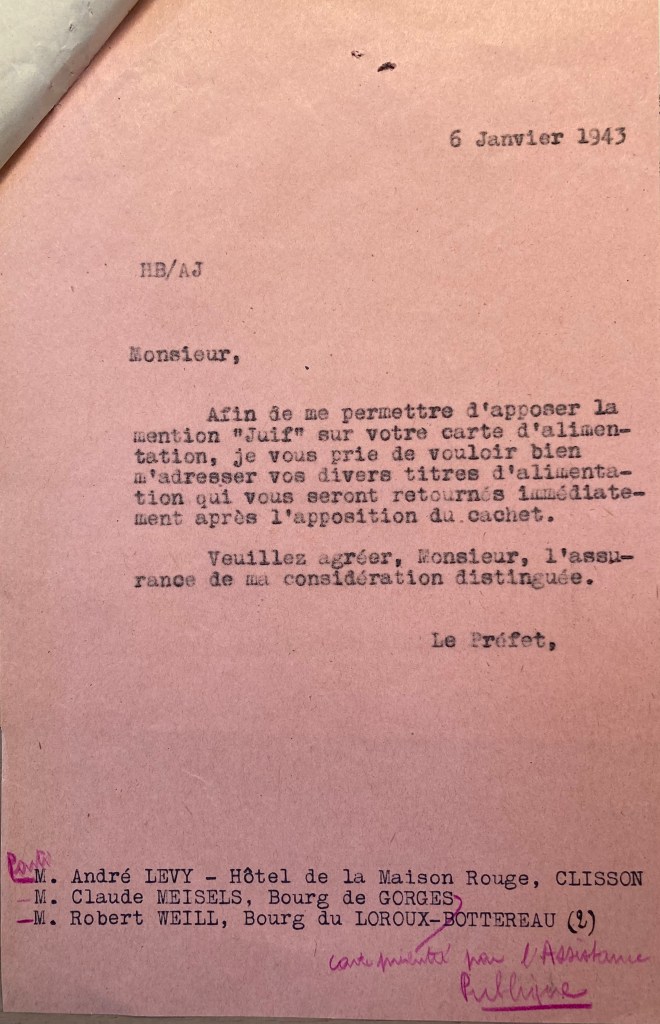 6 Janvier 1943
HB/AJ
Monsieur,
Afin de me permettre d'apposer la
mention "Juif" sur votre carte d'alimen-
tation, je vous prie de vouloir bien
m'adresser vos divers titres d'alimenta-
tion qui vous seront retournés immédiate-
ment après l'apposition du cachet.
Veuillez agréer, Monsieur, l'assu-
rance de ma considération distinguée.
Le Préfet,
M. André LEVY - Hôtel de la Maison Rouge, CLISSON
M. Claude MEISELS, Bourg de GORGES
M. Robert WEILL, Bourg du LOROUX-BOTTEREAU (2)
carte par l'Assistance
Publique